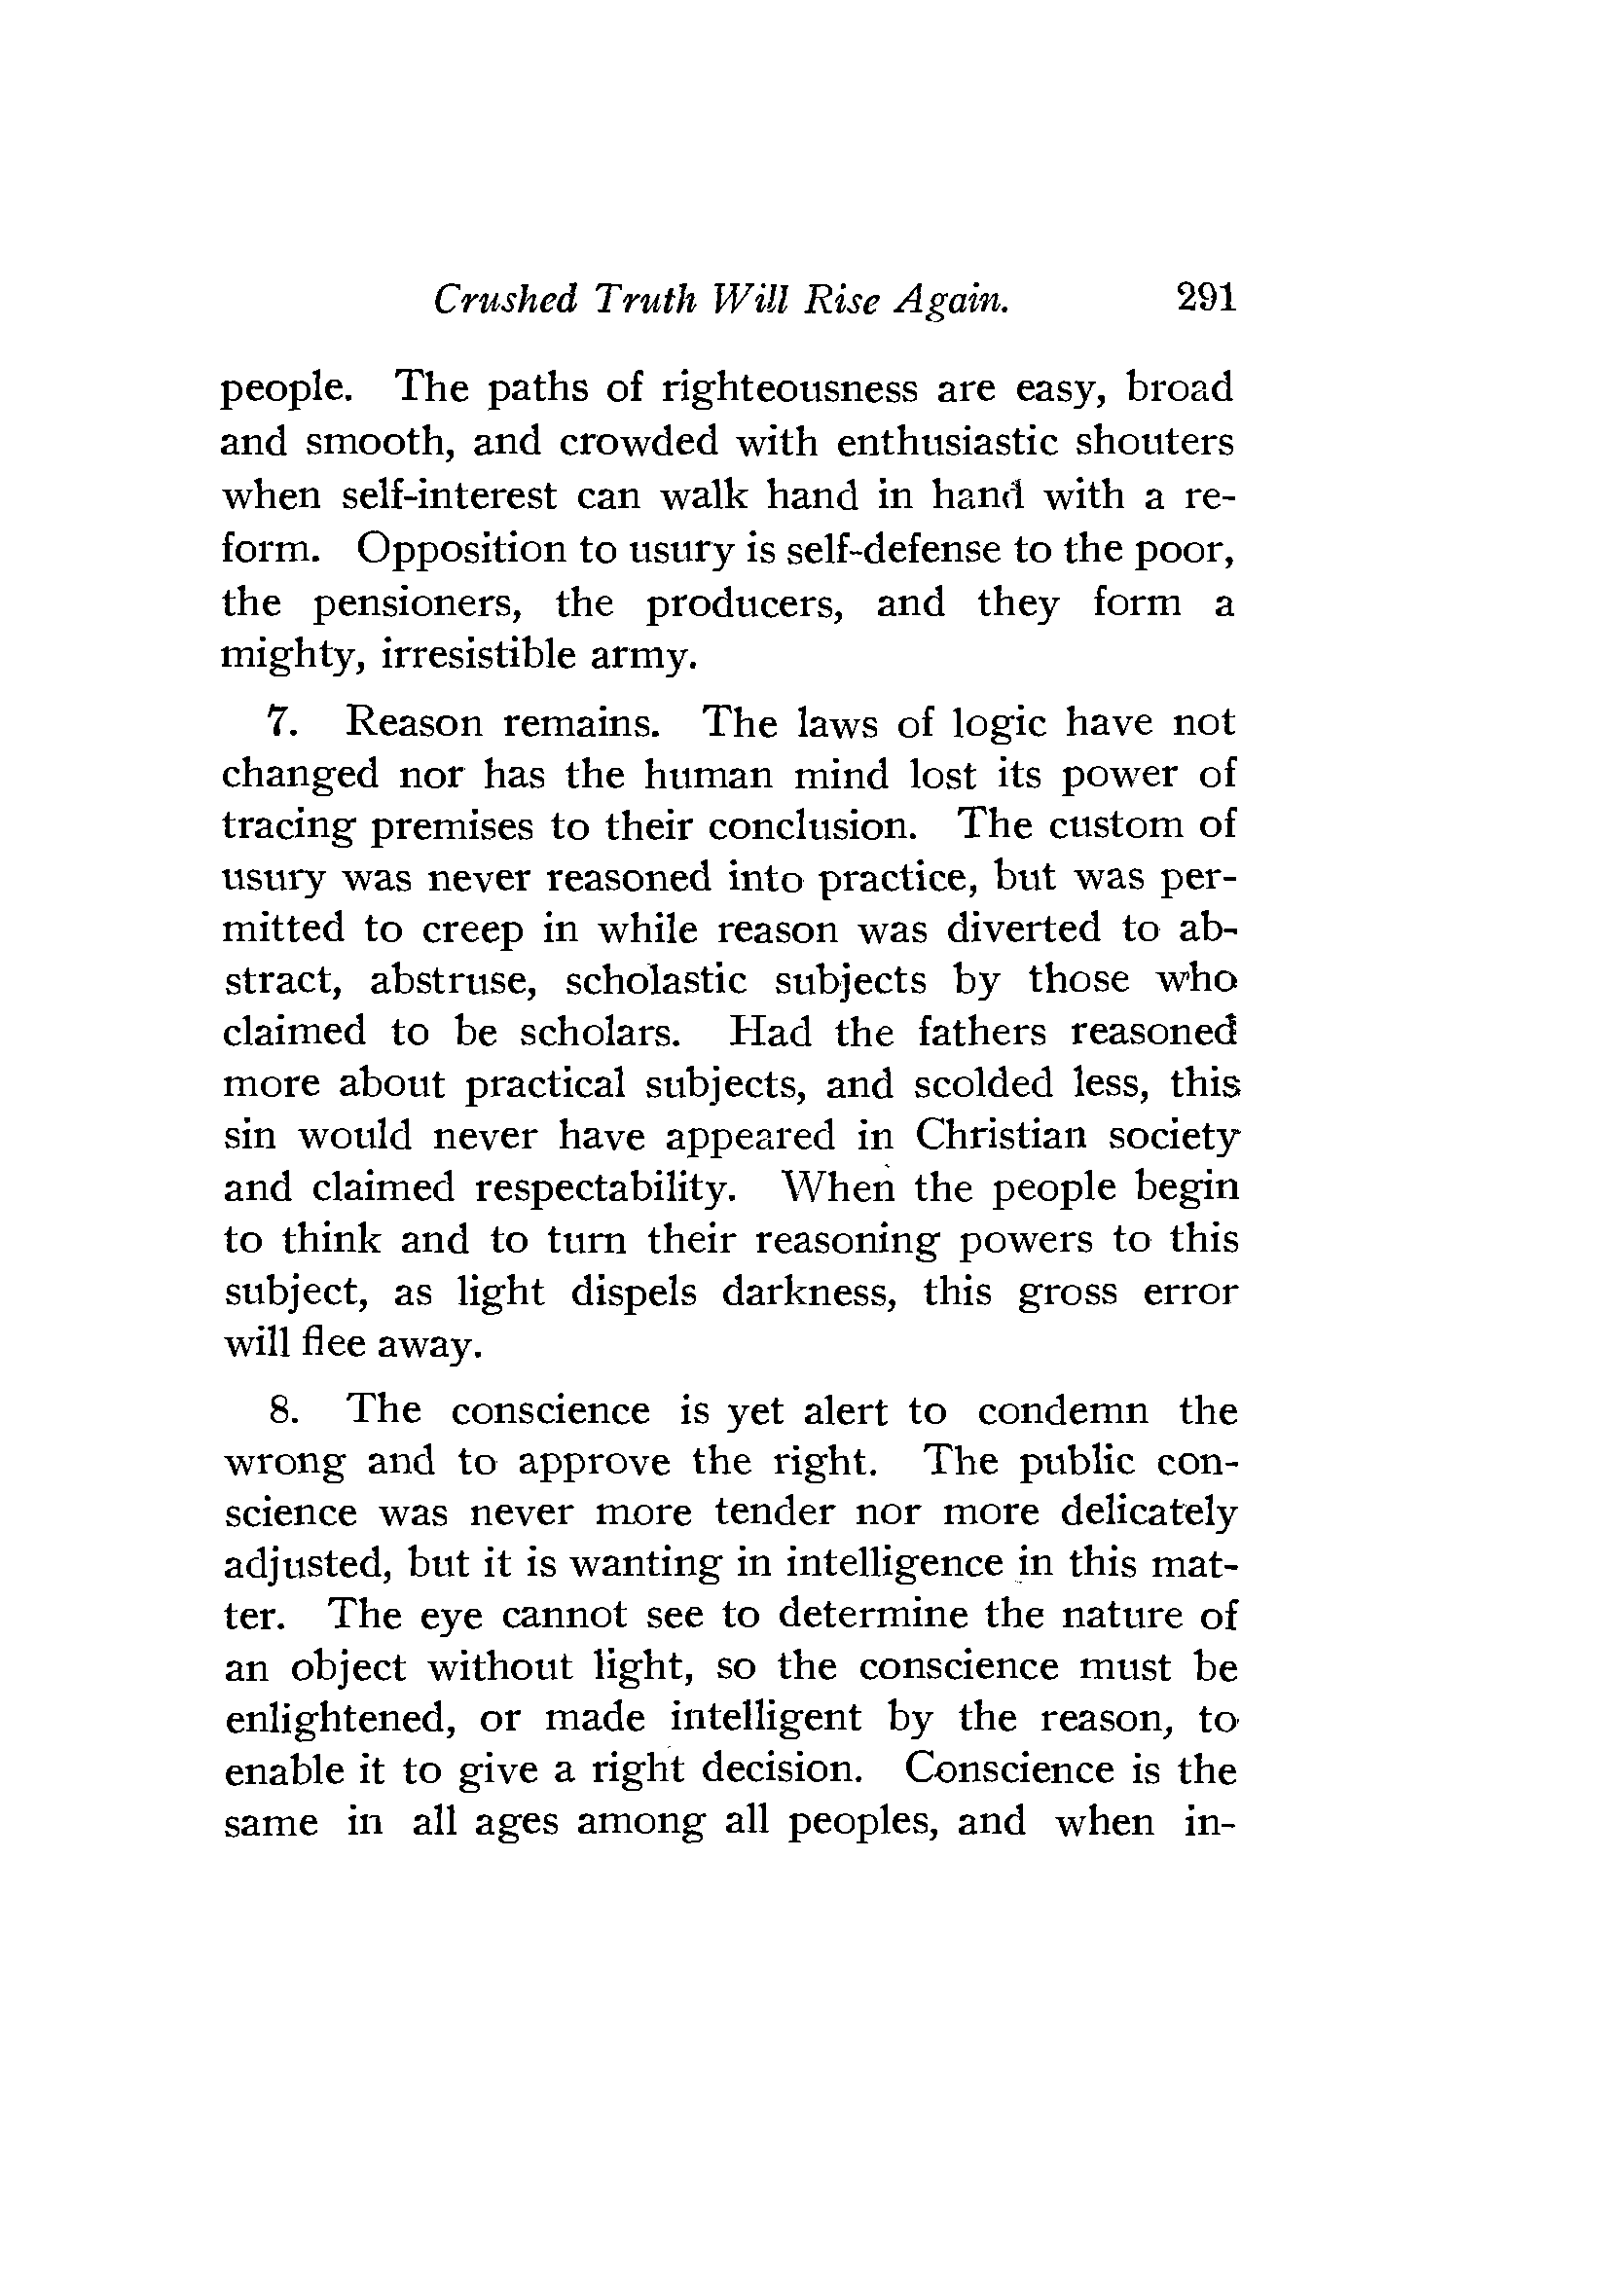 Crushed Truth Will Rise Again. 291
people. The paths of righteousness are easy, broad
and smooth, and crowded with enthusiastic shouters
when self-interest can walk hand in hand with a re-
form. Opposition to usury is self-defense to the poor,
the pensioners, the producers, and they form a
mighty, irresistible army.
7. Reason remains. The laws of logic have not
changed nor has the human mind lost its power of
tracing premises to their conclusion. The custom of
usury was never reasoned into practice, but was per-
mitted to creep in while reason was diverted to ab-
stract, abstruse, scholastic subjects by those who
claimed to be scholars. Had the fathers reasoned
more about practical subjects, and scolded less, this
sin would never have appeared in Christian society
and claimed respectability. When the people begin
to think and to turn their reasoning powers to this
subject, as light dispels darkness, this gross error
will flee away.
8. The conscience is yet alert to condemn the
wrong and to approve the right. The public con-
science was never more tender nor more delicately
adjusted, but it is wanting in intelligence in this mat-
ter. The eye cannot see to determine the nature of
an object without light, so the conscience must be
enlightened, or made intelligent by the reason, to
enable it to give a right decision. Conscience is the
same in all ages among all peoples, and when in-